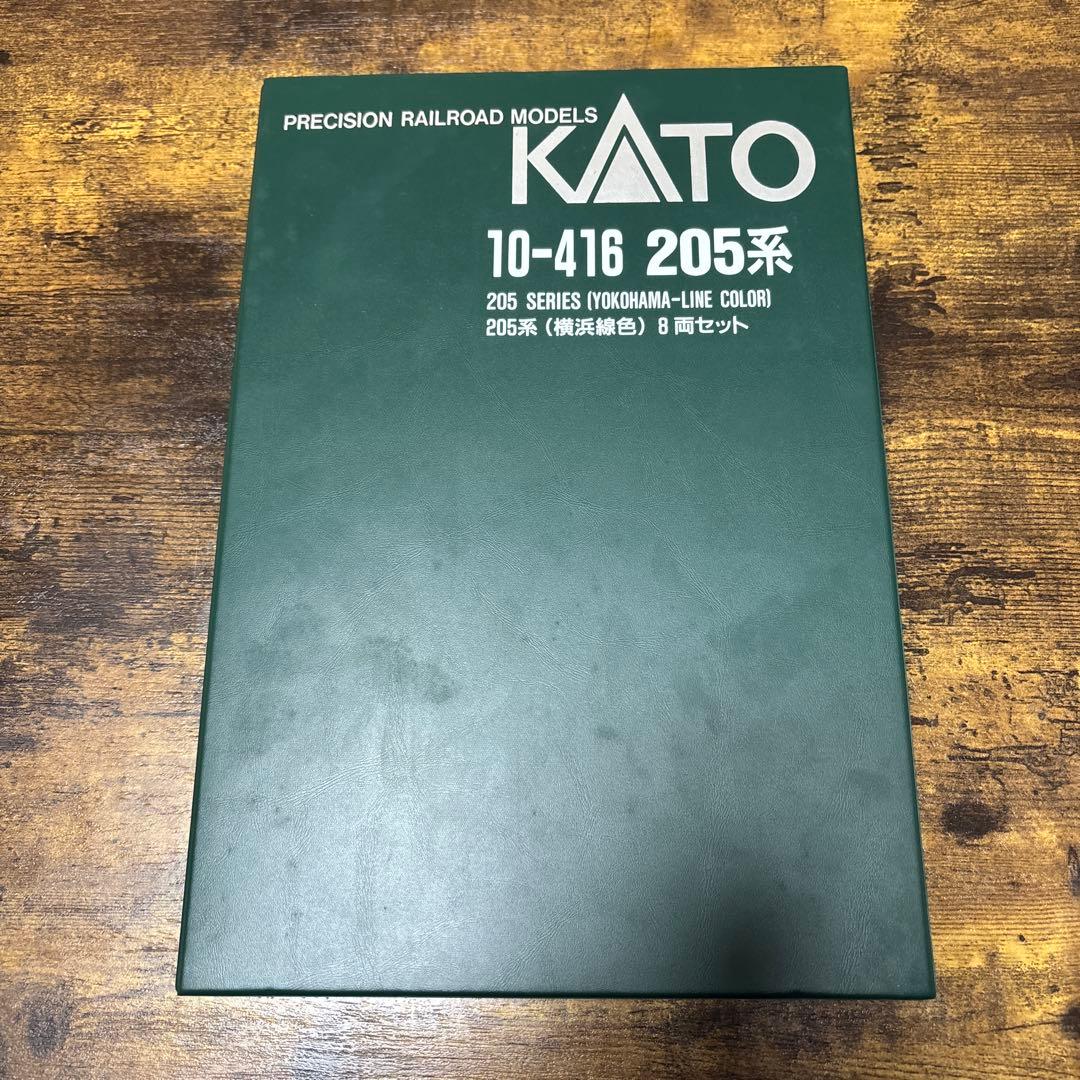 PRECISION RAILROAD MODELS
KATO
10-416 205系
205 SERIES (YOKOHAMA-LINE COLOR)
205系(横浜線色) 8両セット